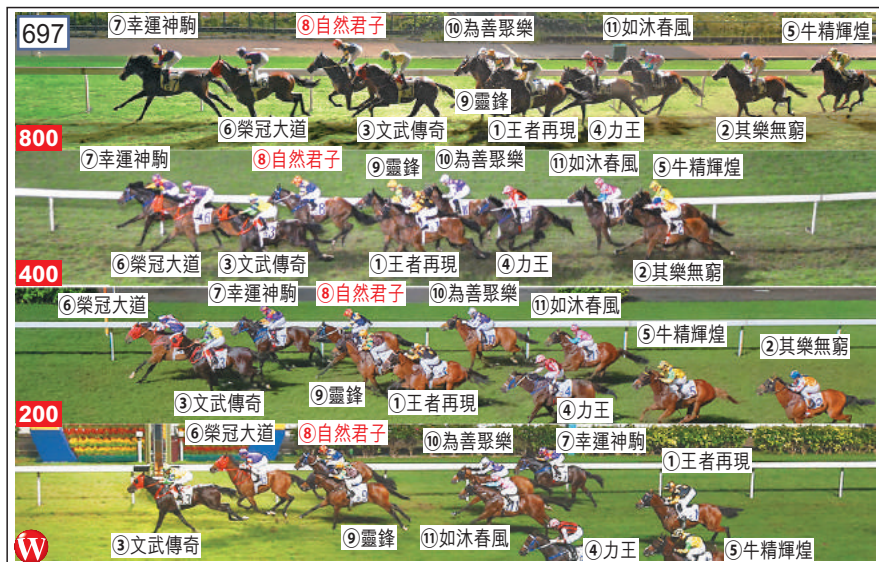 697
⑦幸運神駒 ⑧自然君子 ⑩為善聚樂 ⑪如沐春風 ⑤牛精輝煌
⑨靈鋒
800 ⑥榮冠大道 ③文武傳奇 ①王者再現 ④力王 ②其樂無窮
⑦幸運神駒 ⑧自然君子 ⑨靈鋒 ⑩為善聚樂 ⑪如沐春風 ⑤牛精輝煌
400 ⑥榮冠大道 ③文武傳奇 ①王者再現 ④力王 ②其樂無窮
⑥榮冠大道 ⑦幸運神駒 ⑧自然君子 ⑩為善聚樂 ⑪如沐春風
⑤牛精輝煌 ②其樂無窮
200 ③文武傳奇 ⑨靈鋒 ①王者再現 ④力王
⑥榮冠大道 ⑧自然君子 ⑩為善聚樂 ⑦幸運神駒
①王者再現
W ③文武傳奇 ⑨靈鋒 ⑪如沐春風 ④力王 ⑤牛精輝煌